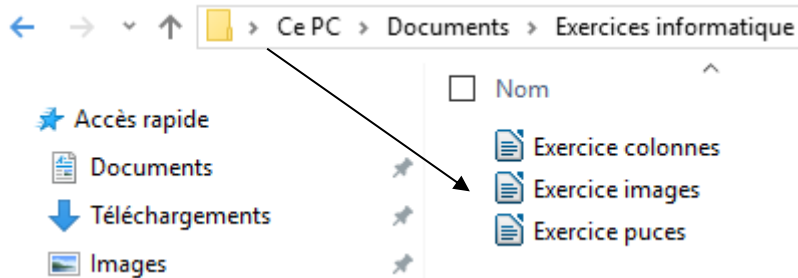 Ce PC > Documents > Exercices informatique
Nom
Accès rapide
Exercice colonnes
Documents
Exercice images
Téléchargements
Exercice puces
Images